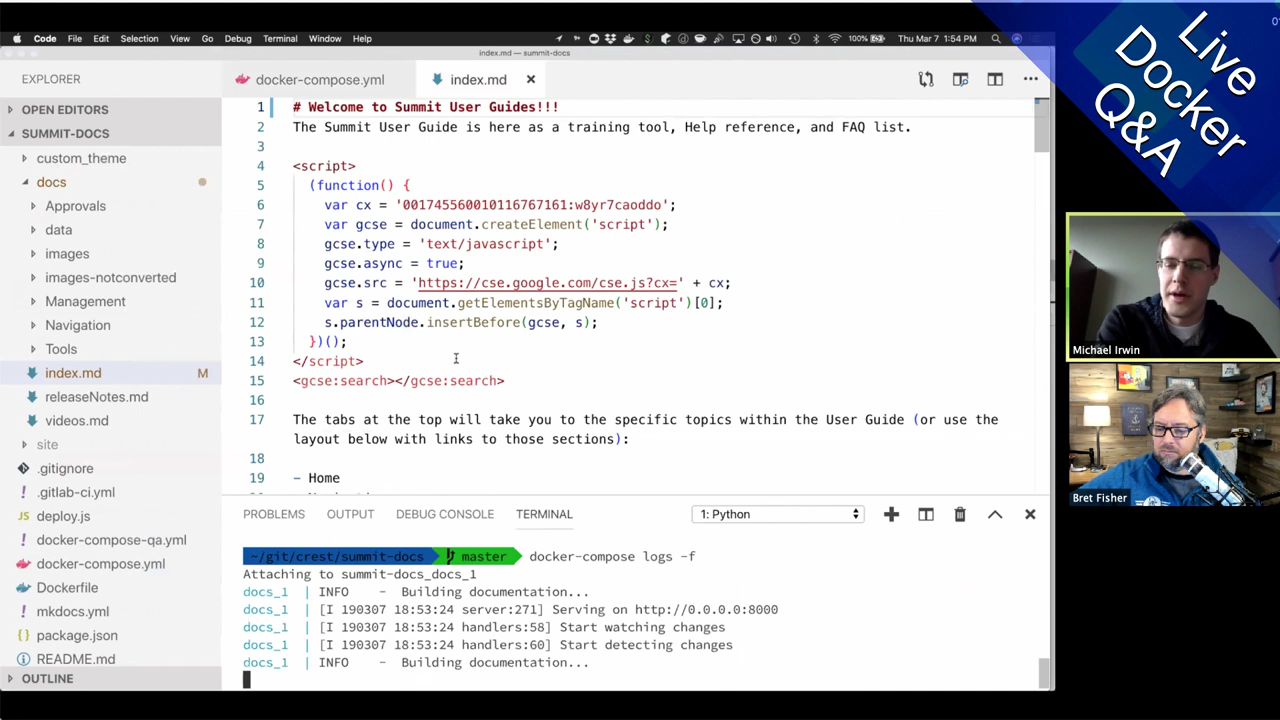 Code File Edit Selection View Go Debug Terminal Window Help 100% Thu Mar 7 1:54 PM
index.md — summit-docs
EXPLORER
OPEN EDITORS
SUMMIT-DOCS
custom_theme
docs
Approvals
data
images
images-notconverted
Management
Navigation
Tools
index.md M
releaseNotes.md
videos.md
site
.gitignore
.gitlab-ci.yml
deploy.js
docker-compose-qa.yml
docker-compose.yml
Dockerfile
mkdocs.yml
package.json
README.md
OUTLINE
docker-compose.yml index.md
1 # Welcome to Summit User Guides!!!
2 The Summit User Guide is here as a training tool, Help reference, and FAQ list.
3
4 <script>
5 (function() {
6 var cx = '001745560010116767161:w8yr7caoddo';
7 var gcse = document.createElement('script');
8 gcse.type = 'text/javascript';
9 gcse.async = true;
10 gcse.src = 'https://cse.google.com/cse.js?cx=' + cx;
11 var s = document.getElementsByTagName('script')[0];
12 s.parentNode.insertBefore(gcse, s);
13 })();
14 </script>
15 <gcse:search></gcse:search>
16
17 The tabs at the top will take you to the specific topics within the User Guide (or use the
layout below with links to those sections):
18
19 - Home
PROBLEMS OUTPUT DEBUG CONSOLE TERMINAL 1: Python
~/git/crest/summit-docs master docker-compose logs -f
Attaching to summit-docs_docs_1
docs_1 | INFO - Building documentation...
docs_1 | [I 190307 18:53:24 server:271] Serving on http://0.0.0.0:8000
docs_1 | [I 190307 18:53:24 handlers:58] Start watching changes
docs_1 | [I 190307 18:53:24 handlers:60] Start detecting changes
docs_1 | INFO - Building documentation...
Live
Docker
Q&A
Michael Irwin
Bret Fisher